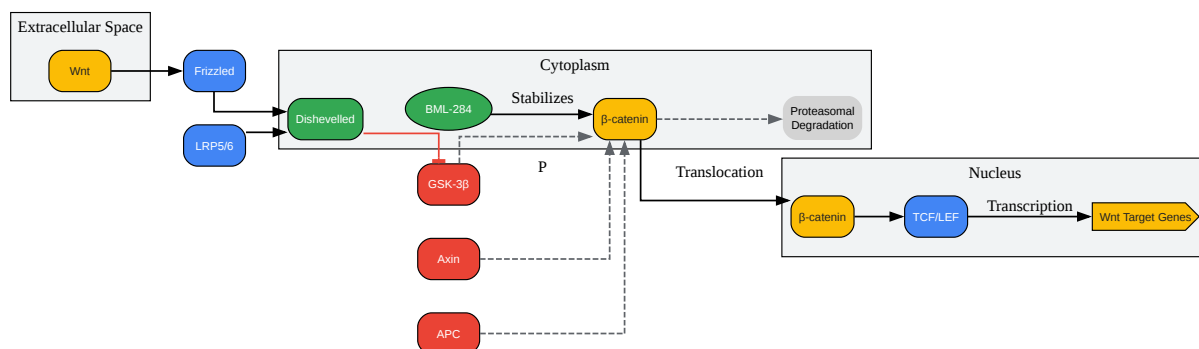 Extracellular Space
Wnt
Frizzled
LRP5/6
Cytoplasm
Dishevelled
BML-284
Stabilizes
β-catenin
Proteasomal
Degradation
GSK-3β
P
Axin
APC
Translocation
Nucleus
β-catenin
TCF/LEF
Transcription
Wnt Target Genes